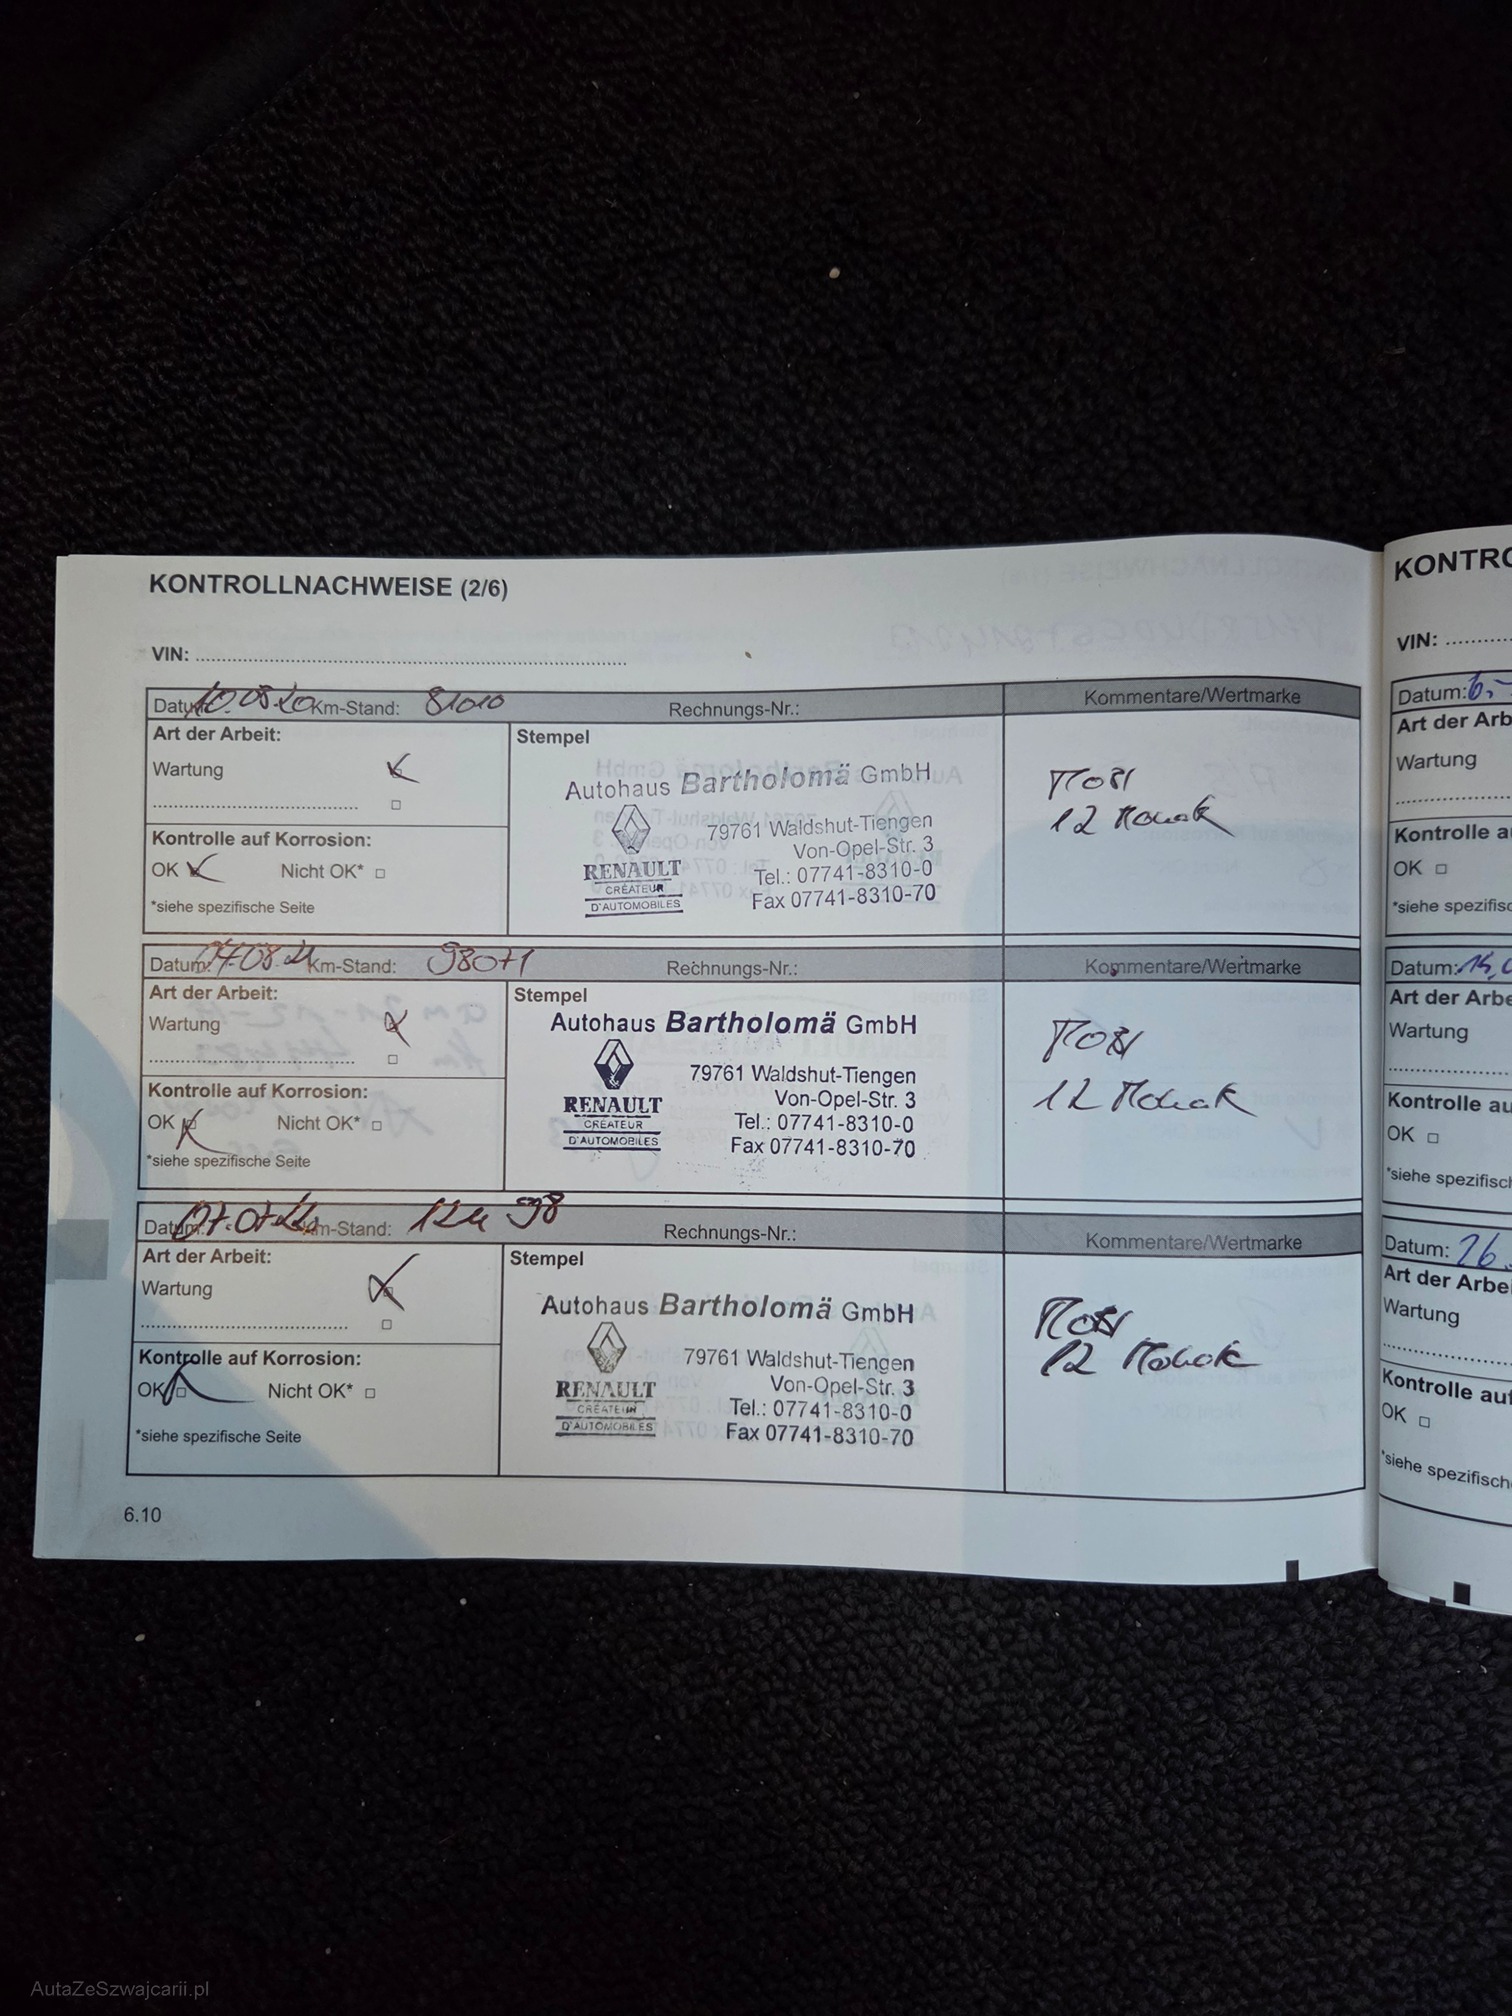 KONTROLLNACHWEISE (2/6)
VIN:
Datum: 10.08.20 Km-Stand: 81010 Rechnungs-Nr.: Kommentare/Wertmarke
Art der Arbeit:
Wartung
Kontrolle auf Korrosion:
OK Nicht OK*
*siehe spezifische Seite
Stempel
Autohaus Bartholomä GmbH
79761 Waldshut-Tiengen
Von-Opel-Str. 3
Tel.: 07741-8310-0
Fax 07741-8310-70
RENAULT
CRÉATEUR
D'AUTOMOBILES
12
Datum: Km-Stand: 98071 Rechnungs-Nr.: Kommentare/Wertmarke
Art der Arbeit:
Wartung
Kontrolle auf Korrosion:
OK Nicht OK*
*siehe spezifische Seite
Stempel
Autohaus Bartholomä GmbH
79761 Waldshut-Tiengen
Von-Opel-Str. 3
Tel.: 07741-8310-0
Fax 07741-8310-70
RENAULT
CRÉATEUR
D'AUTOMOBILES
12
Datum: Km-Stand: Rechnungs-Nr.: Kommentare/Wertmarke
Art der Arbeit:
Wartung
Kontrolle auf Korrosion:
OK Nicht OK*
*siehe spezifische Seite
Stempel
Autohaus Bartholomä GmbH
79761 Waldshut-Tiengen
Von-Opel-Str. 3
Tel.: 07741-8310-0
Fax 07741-8310-70
RENAULT
CRÉATEUR
D'AUTOMOBILES
12
6.10
KONTRO
VIN:
Datum:
Art der Arb
Wartung
Kontrolle a
OK
*siehe spezifisc
Datum:
Art der Arbe
Wartung
Kontrolle au
OK
*siehe spezifisch
Datum: 26.
Art der Arbei
Wartung
Kontrolle auf
OK
*siehe spezifisch
AutaZeSzwajcarii.pl